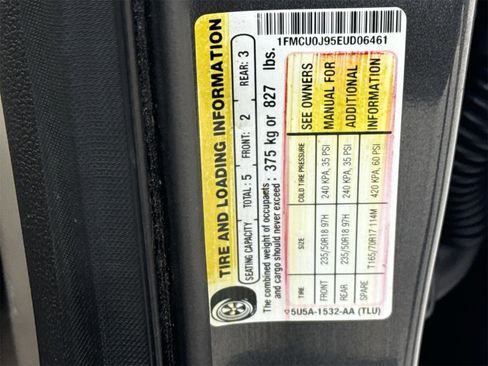 TIRE AND LOADING INFORMATION
SEATING CAPACITY TOTAL: 5 FRONT: 2 REAR: 3
The combined weight of occupants and cargo should never exceed: 375 kg or 827 lbs.
TIRE SIZE COLD TIRE PRESSURE
FRONT 235/50R18 97H 240 KPA, 35 PSI
REAR 235/50R18 97H 240 KPA, 35 PSI
SPARE T165/70R17 114M 420 KPA, 60 PSI
SEE OWNERS
MANUAL FOR
ADDITIONAL
INFORMATION
5U5A-1532-AA (TLU)
1FMCU0J95EUD06461